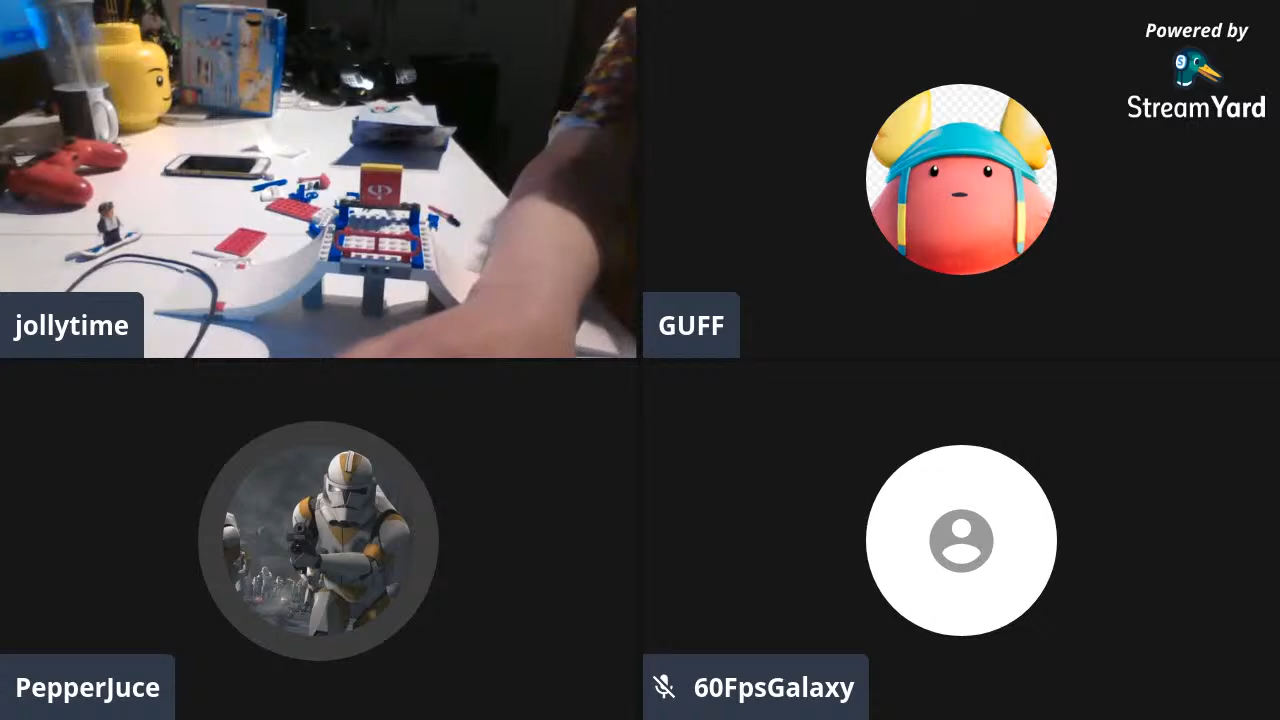 Powered by
StreamYard
jollytime
GUFF
PepperJuce
60FpsGalaxy